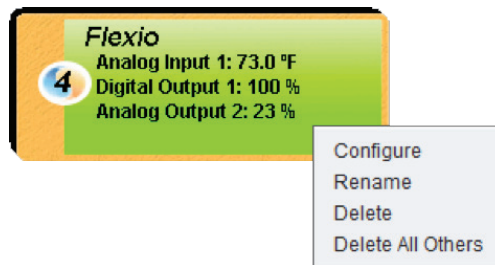 Flexio
Analog Input 1: 73.0 ºF
4
Digital Output 1: 100 %
Analog Output 2: 23 %
Configure
Rename
Delete
Delete All Others